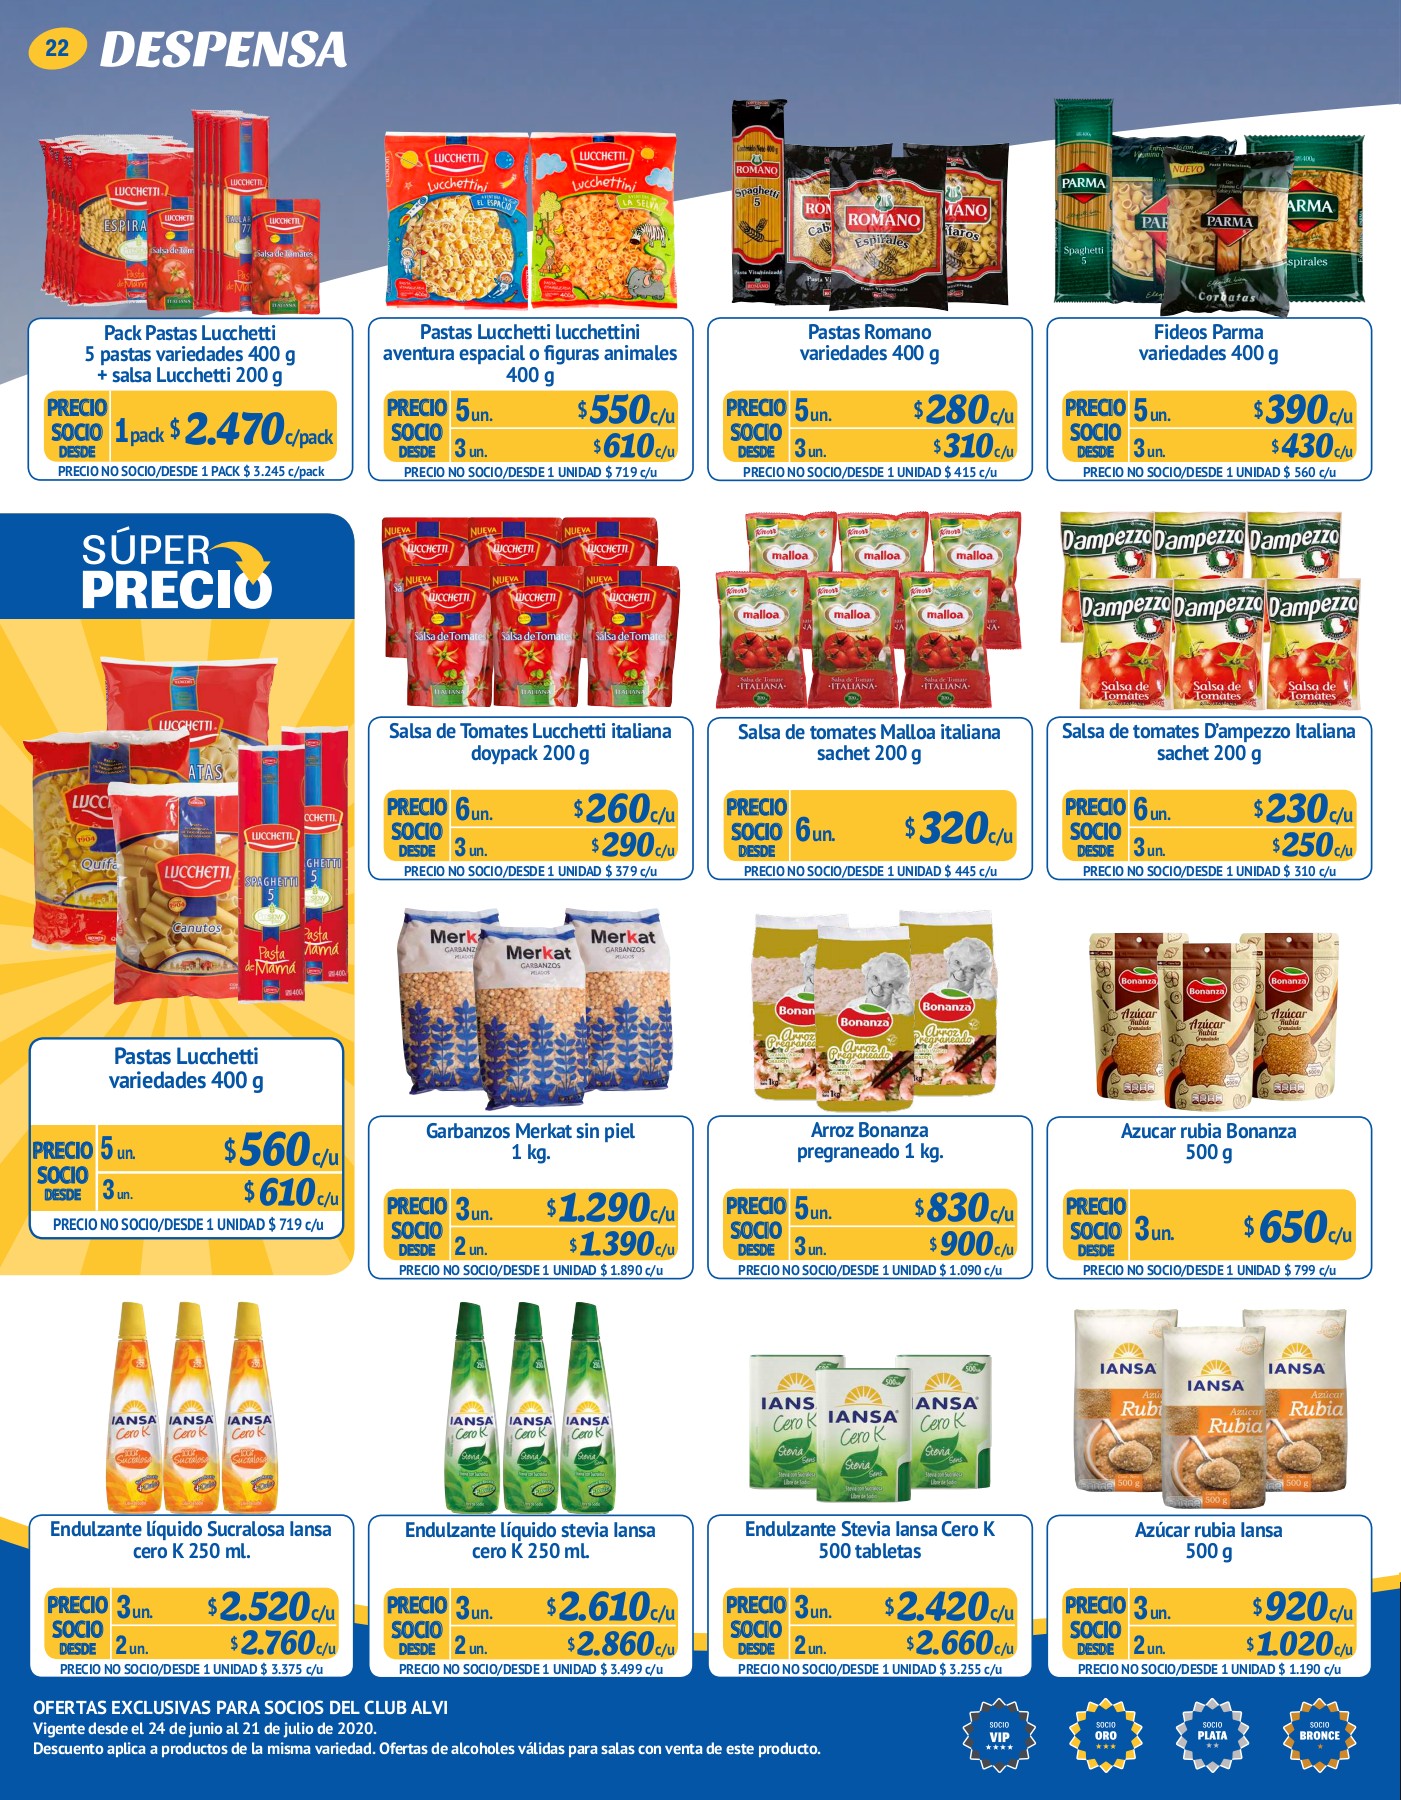 22
DESPENSA
Pack Pastas Lucchetti
5 pastas variedades 400 g
+ salsa Lucchetti 200 g
PRECIO SOCIO DESDE
1 pack $ 2.470 c/pack
PRECIO NO SOCIO/DESDE 1 PACK $ 3.245 c/pack
Pastas Lucchetti lucchettini
aventura espacial o figuras animales
400 g
PRECIO SOCIO DESDE
5 un. $ 550 c/u
3 un. $ 610 c/u
PRECIO NO SOCIO/DESDE 1 UNIDAD $ 719 c/u
Pastas Romano
variedades 400 g
PRECIO SOCIO DESDE
5 un. $ 280 c/u
3 un. $ 310 c/u
PRECIO NO SOCIO/DESDE 1 UNIDAD $ 415 c/u
Fideos Parma
variedades 400 g
PRECIO SOCIO DESDE
5 un. $ 390 c/u
3 un. $ 430 c/u
PRECIO NO SOCIO/DESDE 1 UNIDAD $ 560 c/u
SÚPER
PRECIO
Pastas Lucchetti
variedades 400 g
PRECIO SOCIO DESDE
5 un. $ 560 c/u
3 un. $ 610 c/u
PRECIO NO SOCIO/DESDE 1 UNIDAD $ 719 c/u
Salsa de Tomates Lucchetti italiana
doypack 200 g
PRECIO SOCIO DESDE
6 un. $ 260 c/u
3 un. $ 290 c/u
PRECIO NO SOCIO/DESDE 1 UNIDAD $ 379 c/u
Salsa de tomates Malloa italiana
sachet 200 g
PRECIO SOCIO DESDE
6 un. $ 320 c/u
PRECIO NO SOCIO/DESDE 1 UNIDAD $ 445 c/u
Salsa de tomates D'ampezzo Italiana
sachet 200 g
PRECIO SOCIO DESDE
6 un. $ 230 c/u
3 un. $ 250 c/u
PRECIO NO SOCIO/DESDE 1 UNIDAD $ 310 c/u
Garbanzos Merkat sin piel
1 kg.
PRECIO SOCIO DESDE
3 un. $ 1.290 c/u
2 un. $ 1.390 c/u
PRECIO NO SOCIO/DESDE 1 UNIDAD $ 1.890 c/u
Arroz Bonanza
pregraneado 1 kg.
PRECIO SOCIO DESDE
5 un. $ 830 c/u
3 un. $ 900 c/u
PRECIO NO SOCIO/DESDE 1 UNIDAD $ 1.090 c/u
Azucar rubia Bonanza
500 g
PRECIO SOCIO DESDE
3 un. $ 650 c/u
PRECIO NO SOCIO/DESDE 1 UNIDAD $ 799 c/u
Endulzante líquido Sucralosa Iansa
cero K 250 ml.
PRECIO SOCIO DESDE
3 un. $ 2.520 c/u
2 un. $ 2.760 c/u
PRECIO NO SOCIO/DESDE 1 UNIDAD $ 3.375 c/u
Endulzante líquido stevia Iansa
cero K 250 ml.
PRECIO SOCIO DESDE
3 un. $ 2.610 c/u
2 un. $ 2.860 c/u
PRECIO NO SOCIO/DESDE 1 UNIDAD $ 3.499 c/u
Endulzante Stevia Iansa Cero K
500 tabletas
PRECIO SOCIO DESDE
3 un. $ 2.420 c/u
2 un. $ 2.660 c/u
PRECIO NO SOCIO/DESDE 1 UNIDAD $ 3.255 c/u
Azúcar rubia Iansa
500 g
PRECIO SOCIO DESDE
3 un. $ 920 c/u
2 un. $ 1.020 c/u
PRECIO NO SOCIO/DESDE 1 UNIDAD $ 1.190 c/u
OFERTAS EXCLUSIVAS PARA SOCIOS DEL CLUB ALVI
Vigente desde el 24 de junio al 21 de julio de 2020.
Descuento aplica a productos de la misma variedad. Ofertas de alcoholes válidas para salas con venta de este producto.
SOCIO VIP
SOCIO ORO
SOCIO PLATA
SOCIO BRONCE